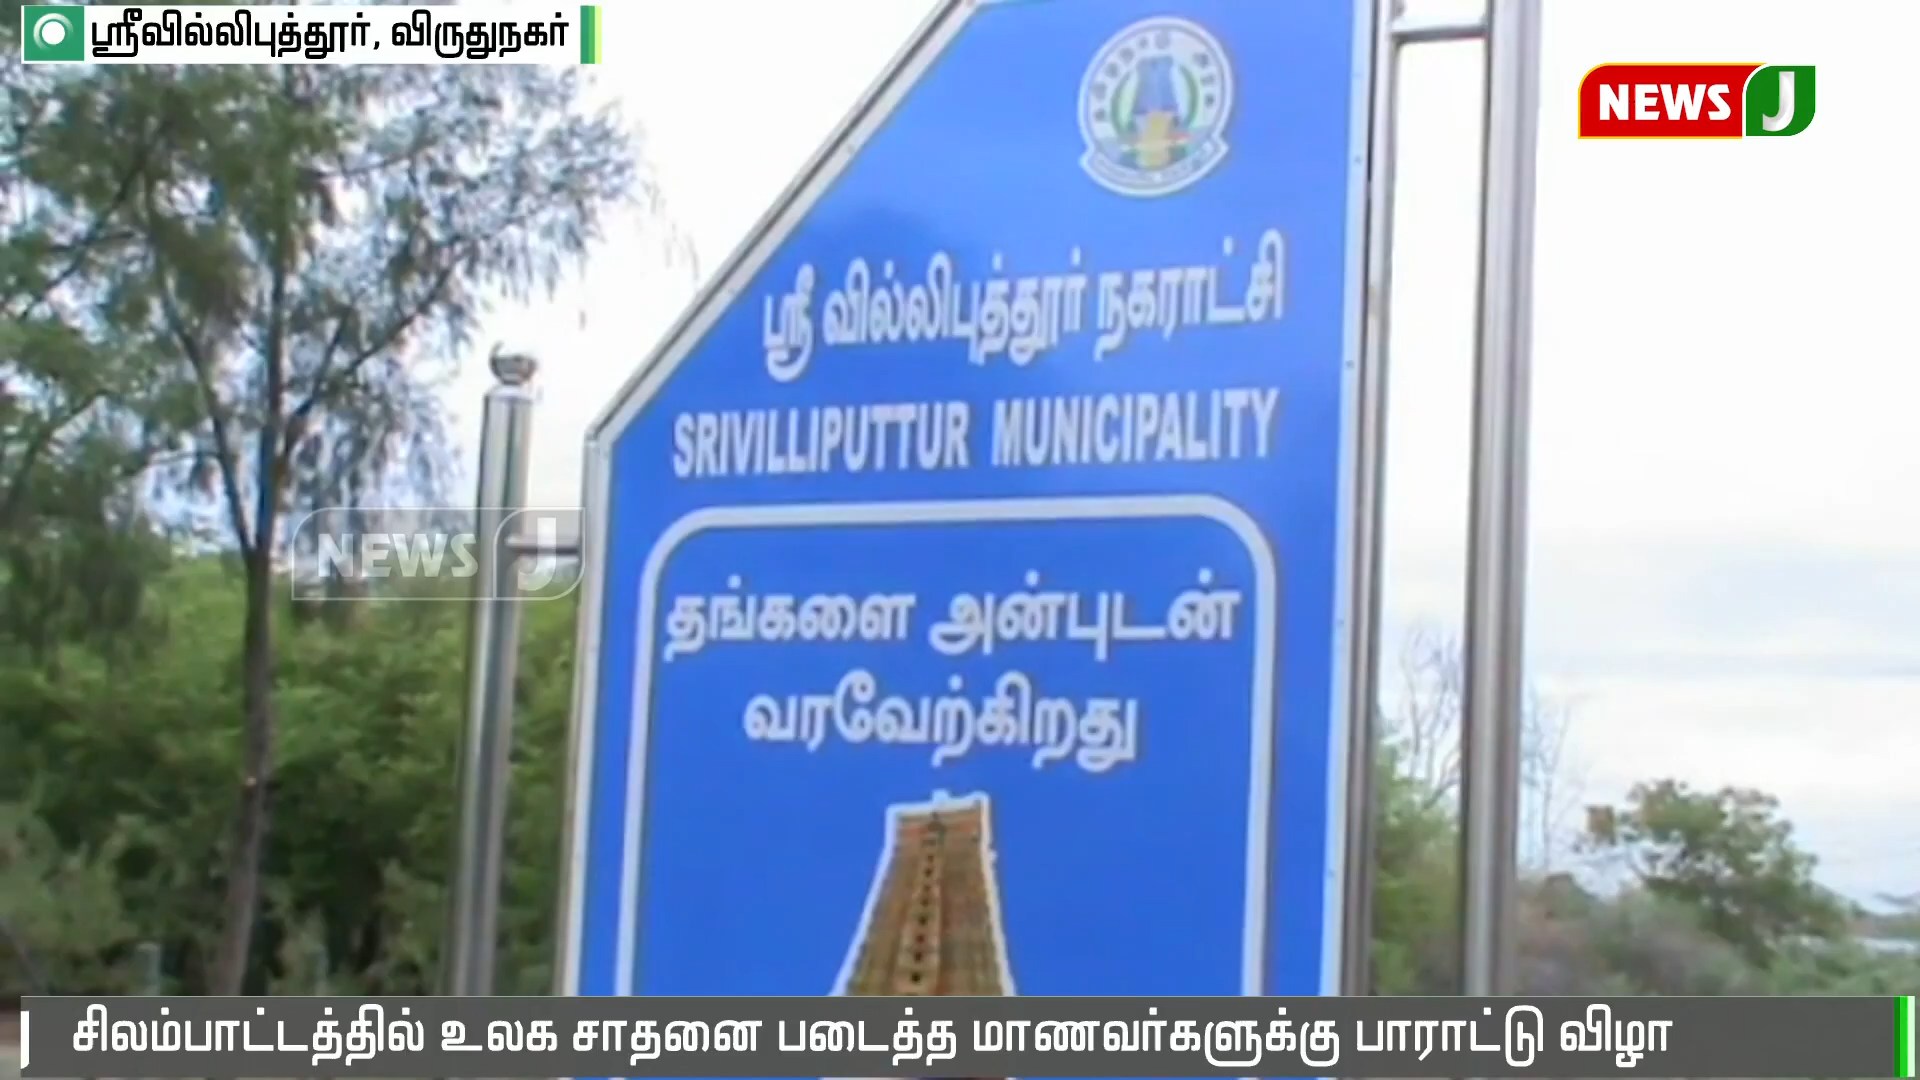 ஸ்ரீவில்லிபுத்தூர், விருதுநகர்
NEWS J
ஸ்ரீ வில்லிபுத்தூர் நகராட்சி
SRIVILLIPUTTUR MUNICIPALITY
NEWS J
தங்களை அன்புடன்
வரவேற்கிறது
சிலம்பாட்டத்தில் உலக சாதனை படைத்த மாணவர்களுக்கு பாராட்டு விழா